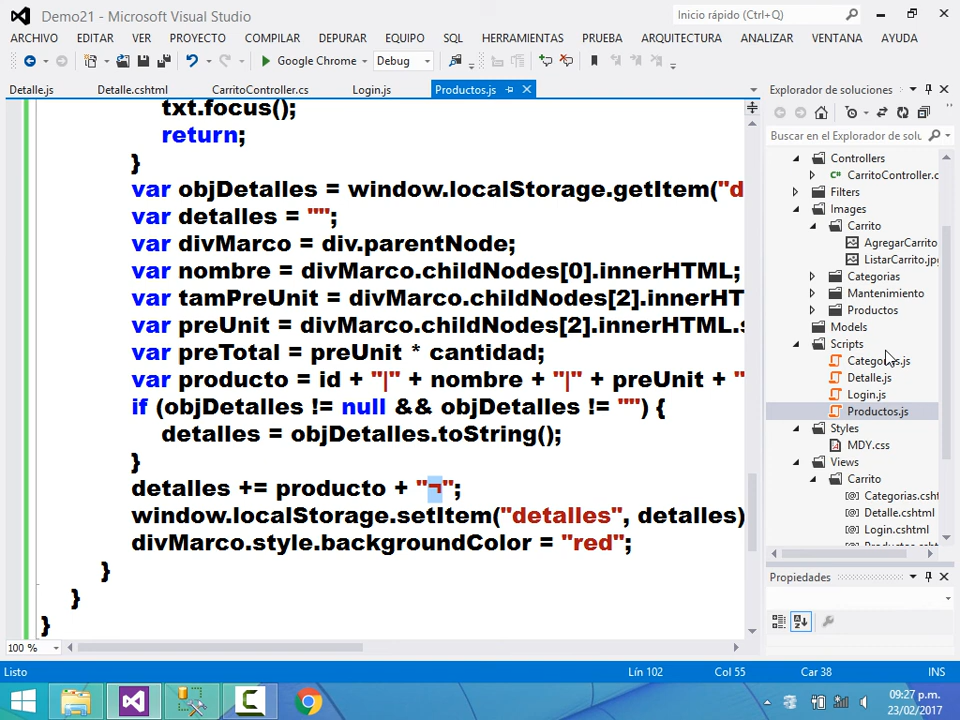 Demo21 - Microsoft Visual Studio
Inicio rápido (Ctrl+Q)
ARCHIVO EDITAR VER PROYECTO COMPILAR DEPURAR EQUIPO SQL HERRAMIENTAS PRUEBA ARQUITECTURA ANALIZAR VENTANA AYUDA
Google Chrome Debug
Detalle.js Detalle.cshtml CarritoController.cs Login.js Productos.js
txt.focus();
return;
}
var objDetalles = window.localStorage.getItem("d
var detalles = "";
var divMarco = div.parentNode;
var nombre = divMarco.childNodes[0].innerHTML;
var tamPreUnit = divMarco.childNodes[2].innerHT
var preUnit = divMarco.childNodes[2].innerHTML.s
var preTotal = preUnit * cantidad;
var producto = id + "|" + nombre + "|" + preUnit + "
if (objDetalles != null && objDetalles != "") {
detalles = objDetalles.toString();
}
detalles += producto + "¬";
window.localStorage.setItem("detalles", detalles)
divMarco.style.backgroundColor = "red";
}
}
}
100 %
Explorador de soluciones
Buscar en el Explorador de solu
Controllers
CarritoController.c
Filters
Images
Carrito
AgregarCarrito
ListarCarrito.jpg
Categorias
Mantenimiento
Productos
Models
Scripts
Categorias.js
Detalle.js
Login.js
Productos.js
Styles
MDY.css
Views
Carrito
Categorias.csht
Detalle.cshtml
Login.cshtml
Propiedades
Listo Lín 102 Col 55 Car 38 INS
09:27 p.m.
23/02/2017